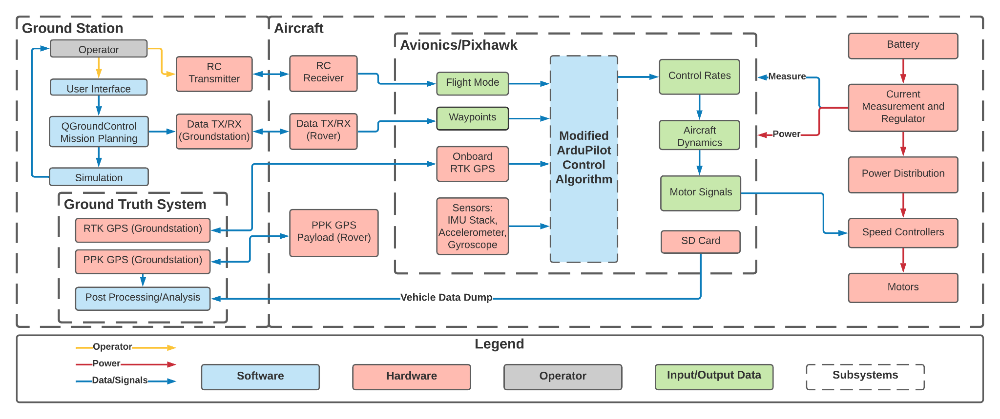 Ground Station
Operator
User Interface
QGroundControl
Mission Planning
Simulation
RC
Transmitter
Data TX/RX
(Groundstation)
Ground Truth System
RTK GPS (Groundstation)
PPK GPS (Groundstation)
Post Processing/Analysis
Aircraft
RC
Receiver
Data TX/RX
(Rover)
PPK GPS
Payload (Rover)
Avionics/Pixhawk
Flight Mode
Waypoints
Onboard
RTK GPS
Sensors:
IMU Stack,
Accelerometer,
Gyroscope
Modified
ArduPilot
Control
Algorithm
Control Rates
Aircraft
Dynamics
Motor Signals
SD Card
Vehicle Data Dump
Measure
Power
Battery
Current
Measurement and
Regulator
Power Distribution
Speed Controllers
Motors
Legend
Operator
Power
Data/Signals
Software
Hardware
Operator
Input/Output Data
Subsystems